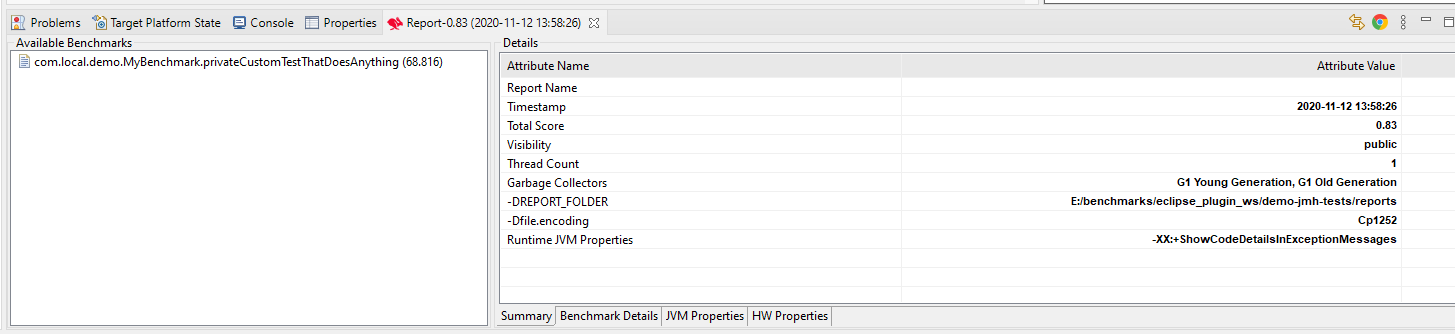 Problems Target Platform State Console Properties Report-0.83 (2020-11-12 13:58:26)
Available Benchmarks
com.local.demo.MyBenchmark.privateCustomTestThatDoesAnything (68.816)
Details
Attribute Name Attribute Value
Report Name
Timestamp 2020-11-12 13:58:26
Total Score 0.83
Visibility public
Thread Count 1
Garbage Collectors G1 Young Generation, G1 Old Generation
-DREPORT_FOLDER E:/benchmarks/eclipse_plugin_ws/demo-jmh-tests/reports
-Dfile.encoding Cp1252
Runtime JVM Properties -XX:+ShowCodeDetailsInExceptionMessages
Summary Benchmark Details JVM Properties HW Properties